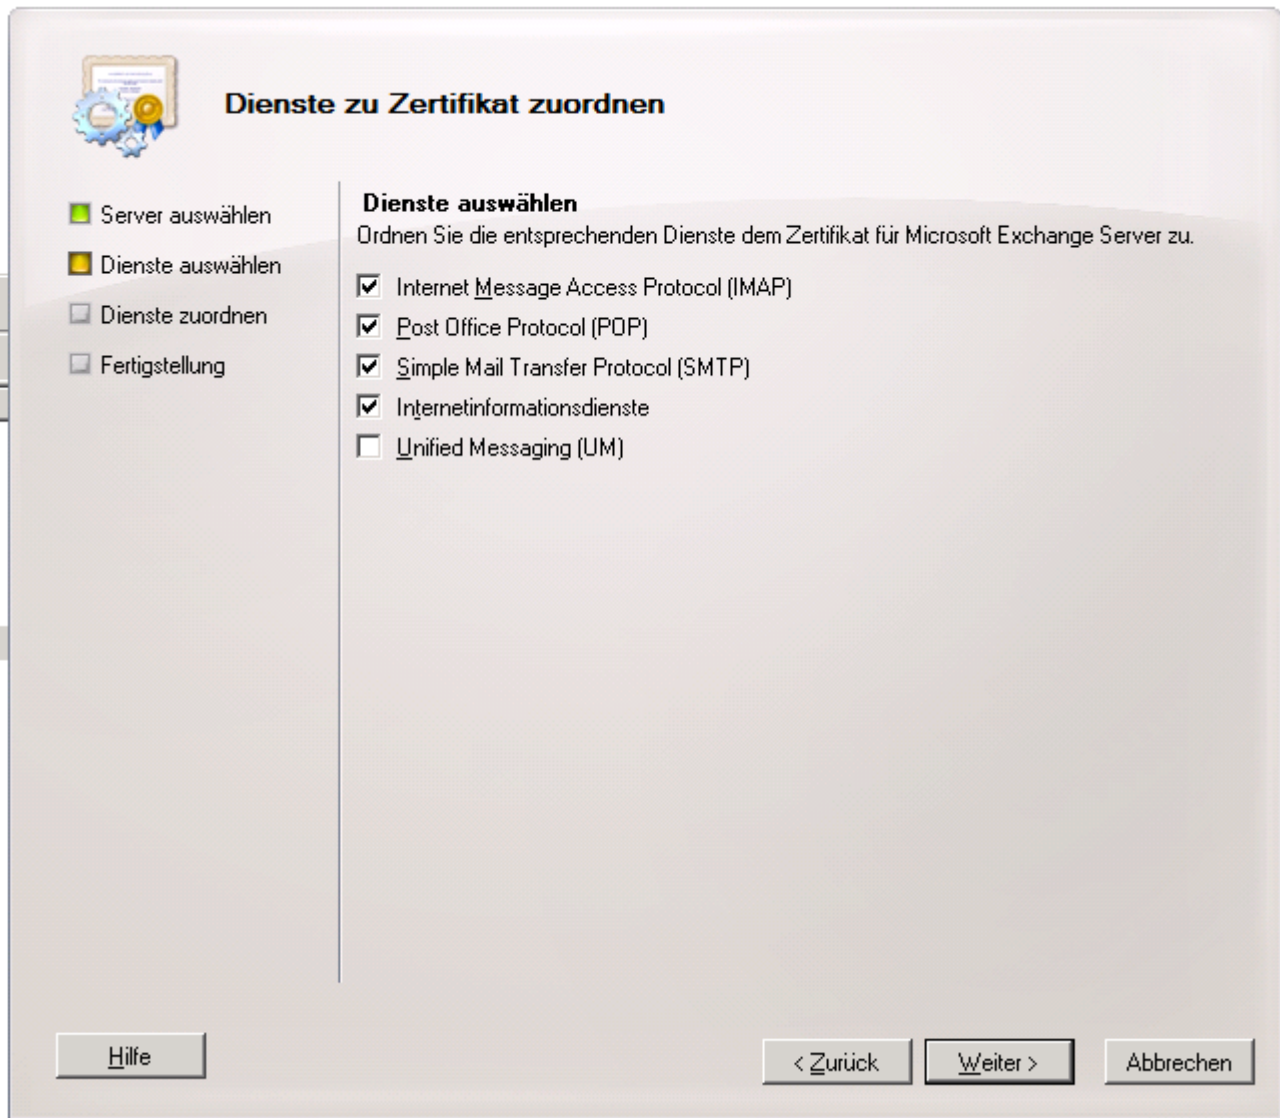 Dienste zu Zertifikat zuordnen
Server auswählen
Dienste auswählen
Dienste zuordnen
Fertigstellung
Dienste auswählen
Ordnen Sie die entsprechenden Dienste dem Zertifikat für Microsoft Exchange Server zu.
Internet Message Access Protocol (IMAP)
Post Office Protocol (POP)
Simple Mail Transfer Protocol (SMTP)
Internetinformationsdienste
Unified Messaging (UM)
Hilfe
< Zurück
Weiter >
Abbrechen